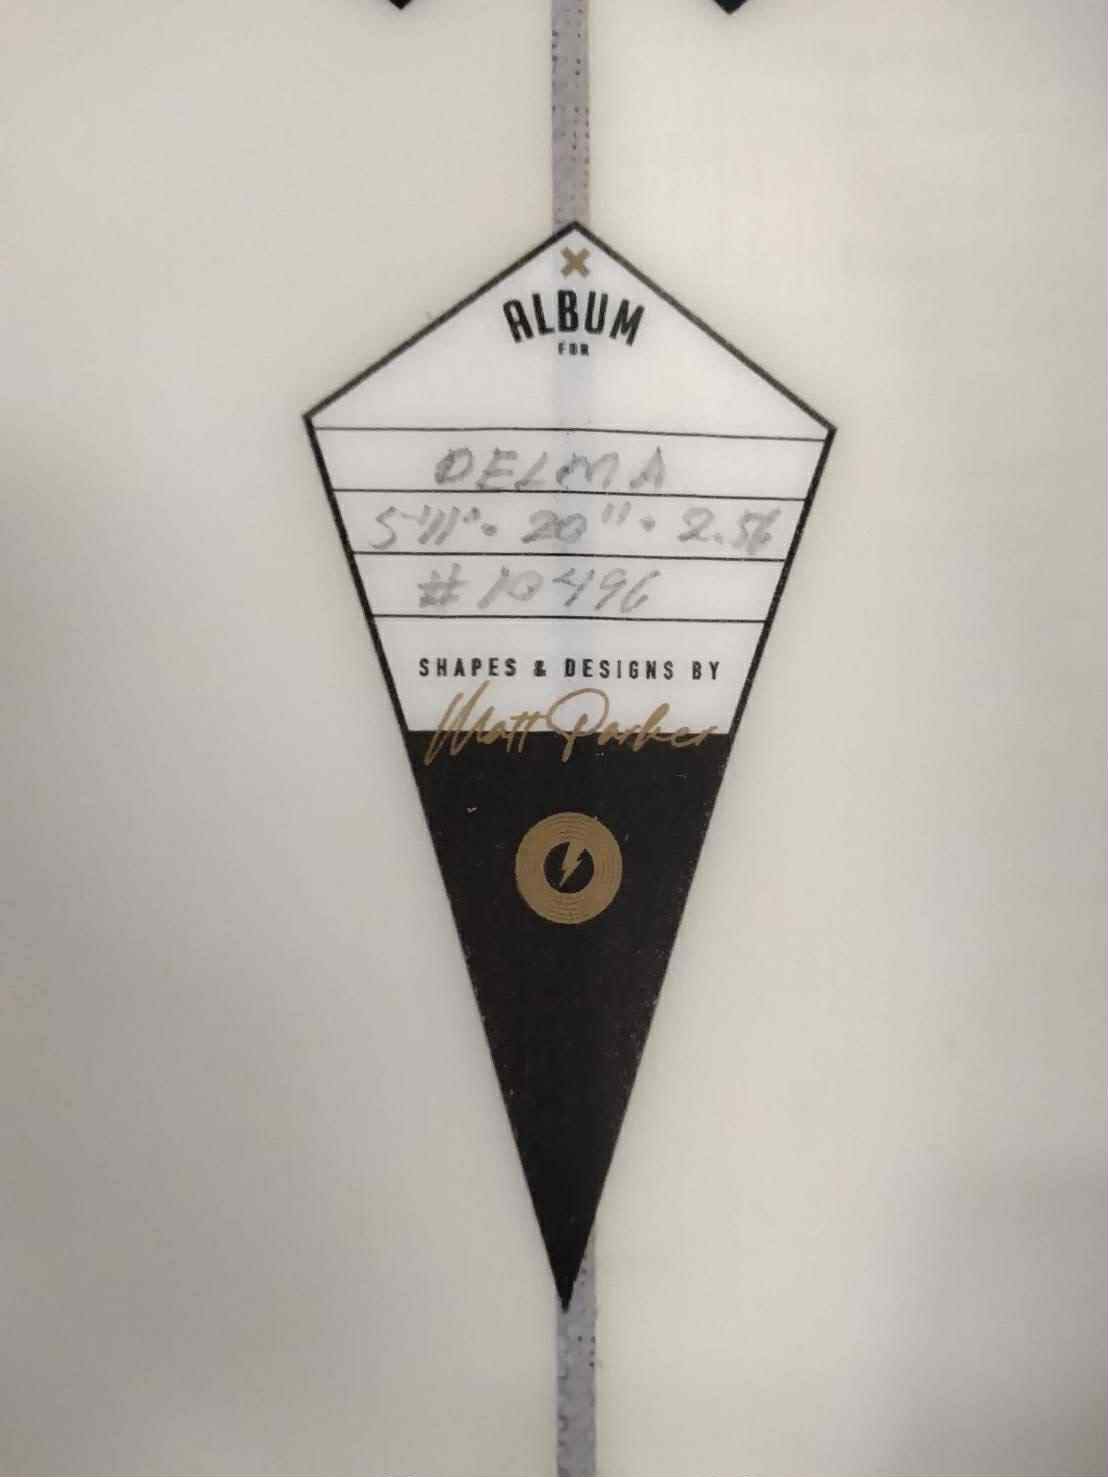 ALBUM
FOR
DELMA
5'11" · 20" · 2.56
#10496
SHAPES & DESIGNS BY
Matt Parker